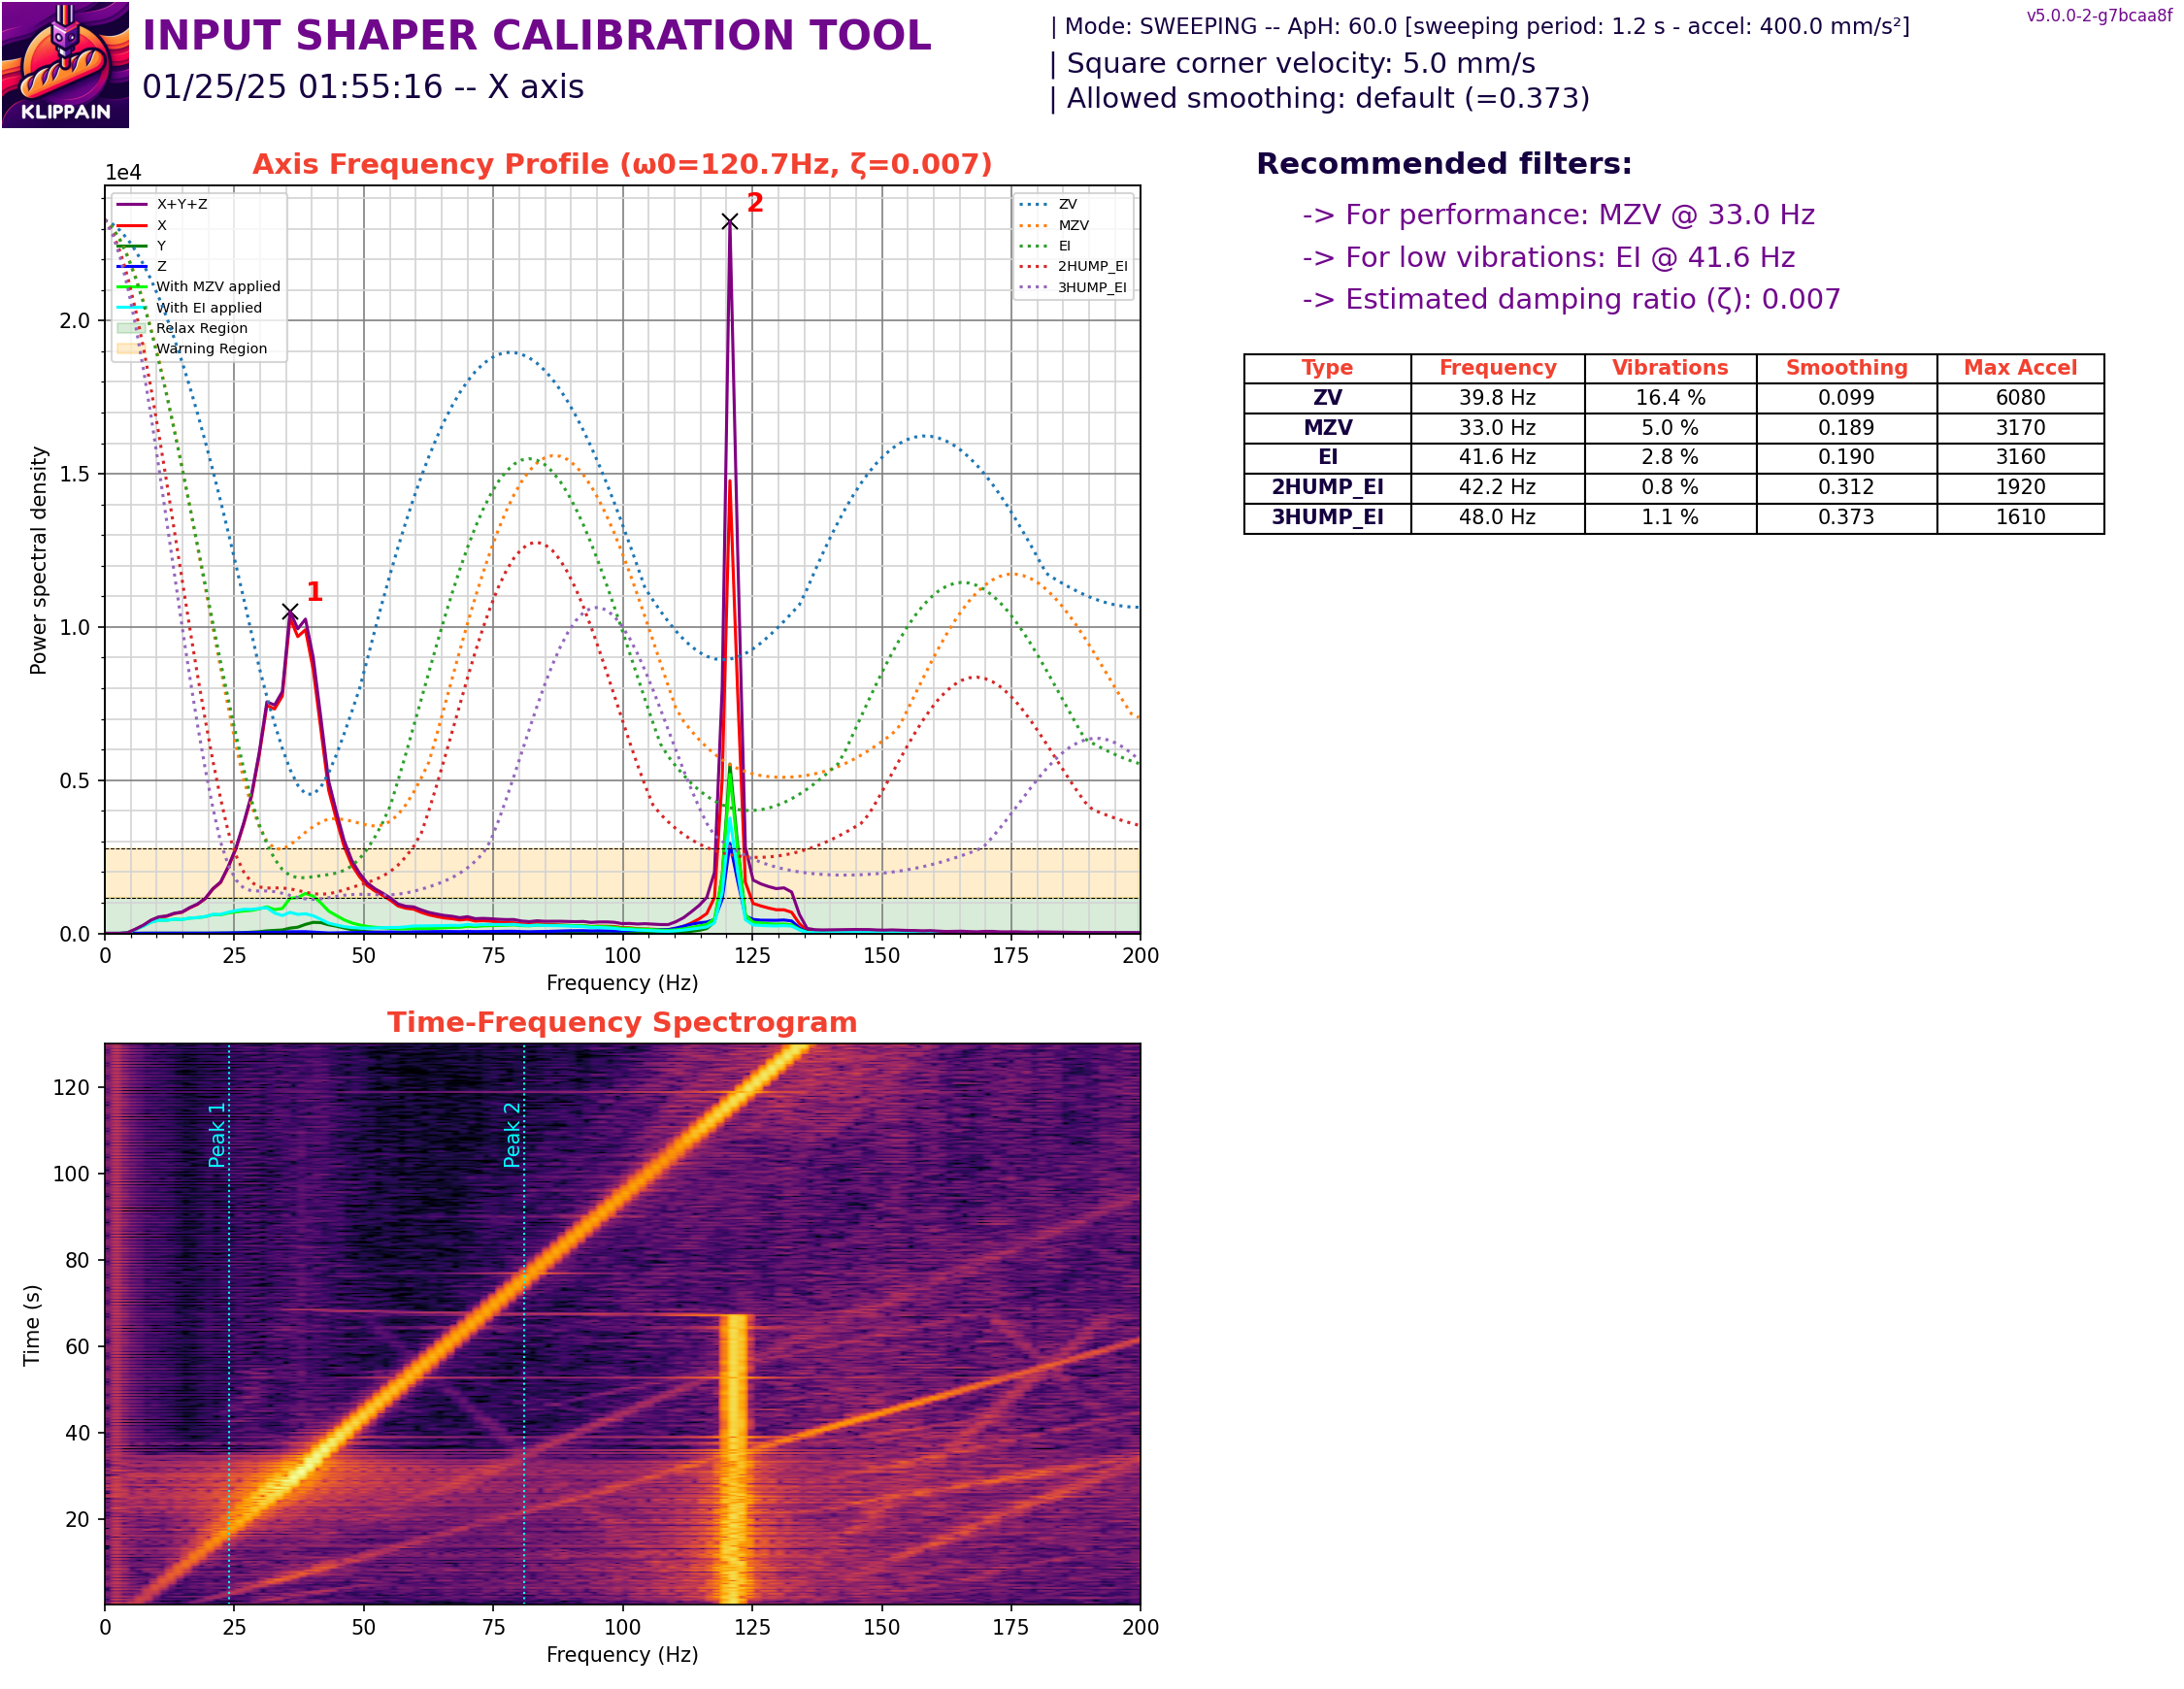 INPUT SHAPER CALIBRATION TOOL
01/25/25 01:55:16 -- X axis
KLIPPAIN
| Mode: SWEEPING -- ApH: 60.0 [sweeping period: 1.2 s - accel: 400.0 mm/s²]
| Square corner velocity: 5.0 mm/s
| Allowed smoothing: default (=0.373)
v5.0.0-2-g7bcaa8f
Axis Frequency Profile (ω0=120.7Hz, ζ=0.007)
1e4
X+Y+Z
X
Y
Z
With MZV applied
With EI applied
Relax Region
Warning Region
ZV
MZV
EI
2HUMP_EI
3HUMP_EI
1
2
Power spectral density
2.0
1.5
1.0
0.5
0.0
0 25 50 75 100 125 150 175 200
Frequency (Hz)
Recommended filters:
-> For performance: MZV @ 33.0 Hz
-> For low vibrations: EI @ 41.6 Hz
-> Estimated damping ratio (ζ): 0.007
Type Frequency Vibrations Smoothing Max Accel
ZV 39.8 Hz 16.4 % 0.099 6080
MZV 33.0 Hz 5.0 % 0.189 3170
EI 41.6 Hz 2.8 % 0.190 3160
2HUMP_EI 42.2 Hz 0.8 % 0.312 1920
3HUMP_EI 48.0 Hz 1.1 % 0.373 1610
Time-Frequency Spectrogram
Peak 1
Peak 2
Time (s)
120
100
80
60
40
20
0 25 50 75 100 125 150 175 200
Frequency (Hz)